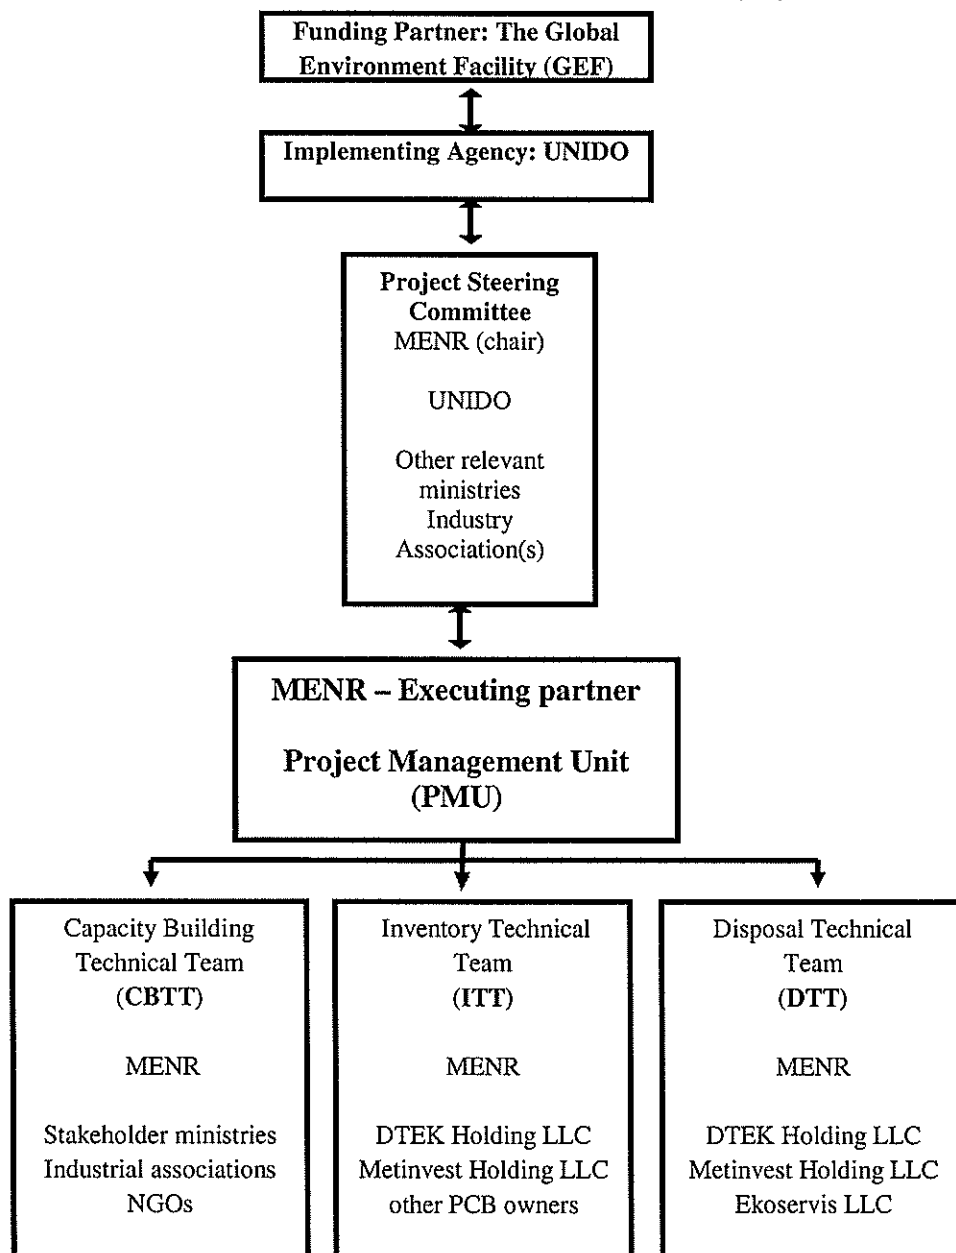 Funding Partner: The Global
Environment Facility (GEF)
Implementing Agency: UNIDO
Project Steering
Committee
MENR (chair)
UNIDO
Other relevant
ministries
Industry
Association(s)
MENR – Executing partner
Project Management Unit
(PMU)
Capacity Building
Technical Team
(CBTT)
MENR
Stakeholder ministries
Industrial associations
NGOs
Inventory Technical
Team
(ITT)
MENR
DTEK Holding LLC
Metinvest Holding LLC
other PCB owners
Disposal Technical
Team
(DTT)
MENR
DTEK Holding LLC
Metinvest Holding LLC
Ekoservis LLC